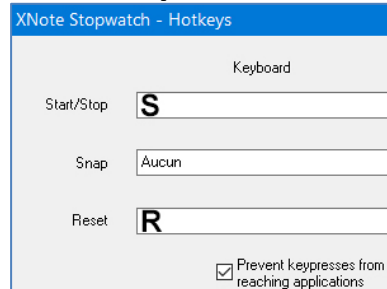 XNote Stopwatch - Hotkeys
Keyboard
Start/Stop S
Snap Aucun
Reset R
Prevent keypresses from
reaching applications